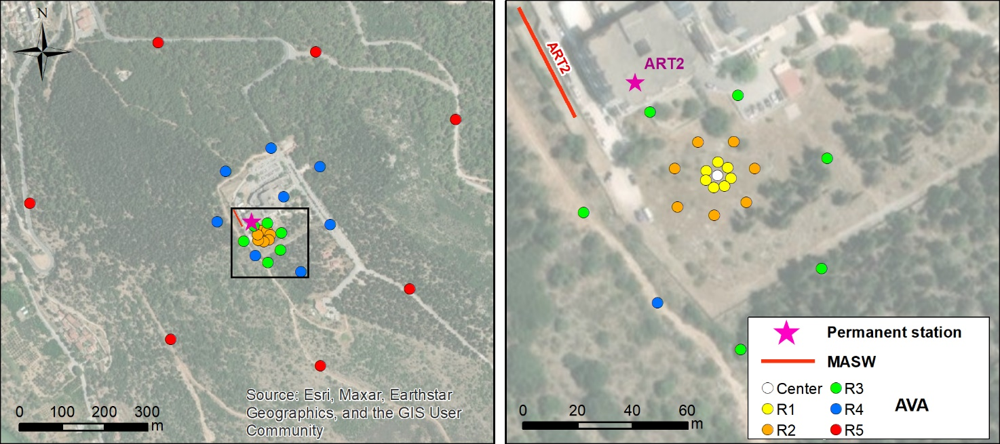 N
0 100 200 300
m
Source: Esri, Maxar, Earthstar
Geographics, and the GIS User
Community
ART2
ART2
0 20 40 60
m
Permanent station
MASW
Center R3
R1 R4 AVA
R2 R5